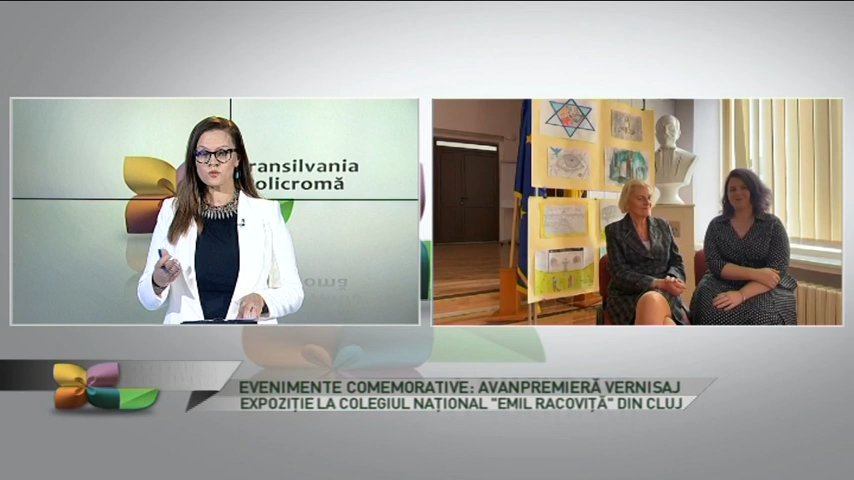 ransilvania
olicromă
EVENIMENTE COMEMORATIVE: AVANPREMIERĂ VERNISAJ
EXPOZIȚIE LA COLEGIUL NAȚIONAL "EMIL RACOVIȚĂ" DIN CLUJ